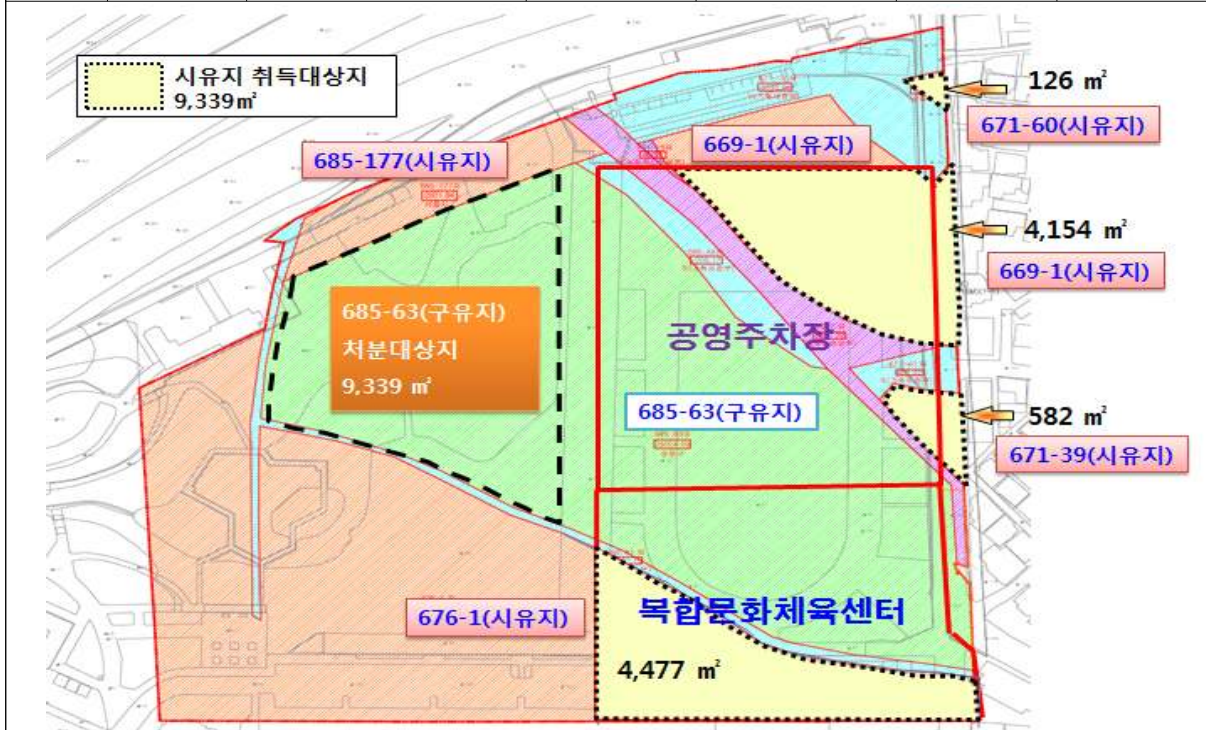 시유지 취득대상지
9,339㎡
126 ㎡
671-60(시유지)
669-1(시유지)
685-177(시유지)
4,154 ㎡
669-1(시유지)
685-63(구유지)
처분대상지
9,339 ㎡
공영주차장
685-63(구유지)
582 ㎡
671-39(시유지)
676-1(시유지)
복합문화체육센터
4,477 ㎡